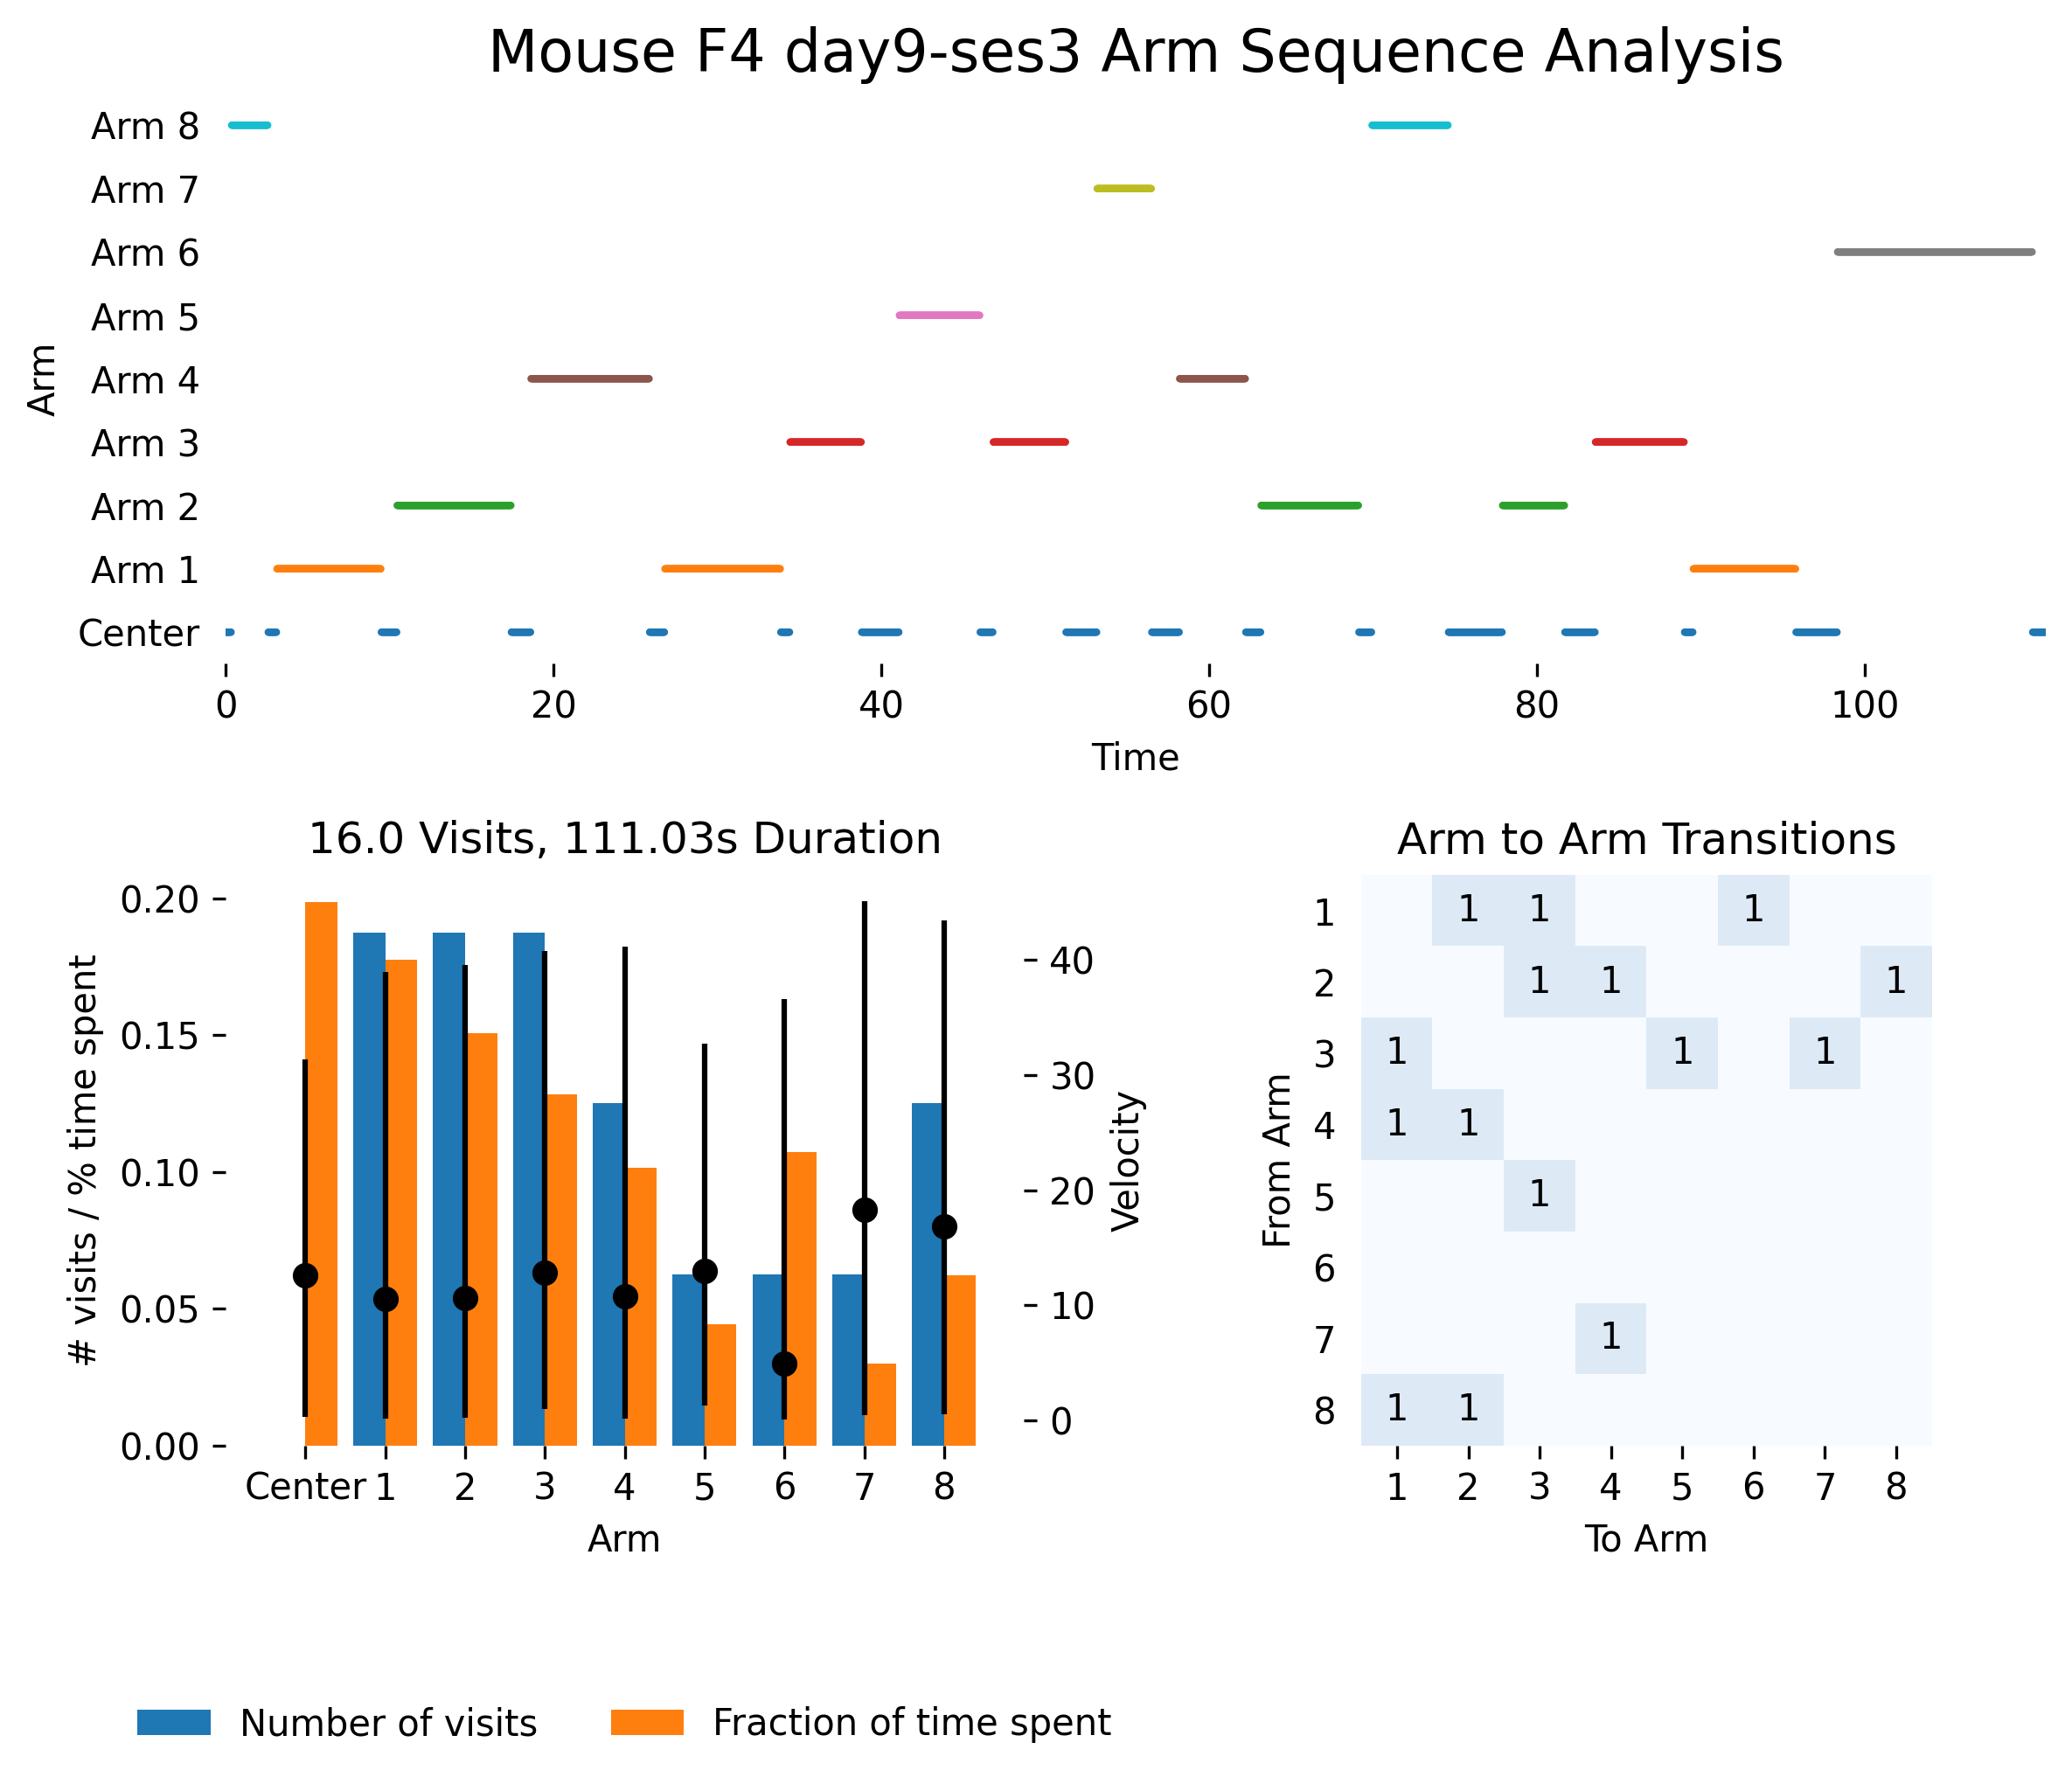 Mouse F4 day9-ses3 Arm Sequence Analysis
Arm
Arm 8
Arm 7
Arm 6
Arm 5
Arm 4
Arm 3
Arm 2
Arm 1
Center
0 20 40 60 80 100
Time
16.0 Visits, 111.03s Duration
# visits / % time spent
0.20
0.15
0.10
0.05
0.00
40
30
20
10
0
Velocity
Center 1 2 3 4 5 6 7 8
Arm
Arm to Arm Transitions
From Arm
1 1 1 1
2 1 1 1
3 1 1 1
4 1 1
5 1
6
7 1
8 1 1
1 2 3 4 5 6 7 8
To Arm
Number of visits Fraction of time spent